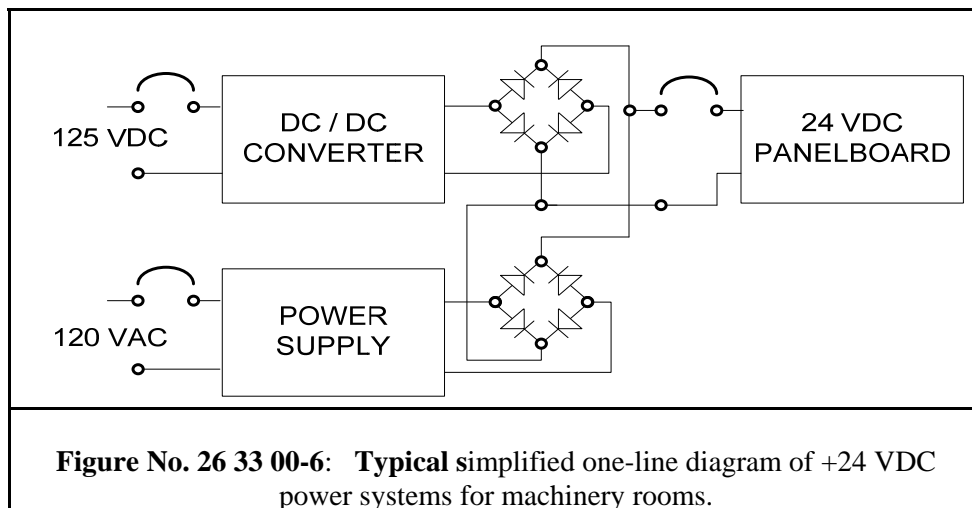 125 VDC
DC / DC
CONVERTER
24 VDC
PANELBOARD
120 VAC
POWER
SUPPLY
Figure No. 26 33 00-6: Typical simplified one-line diagram of +24 VDC
power systems for machinery rooms.